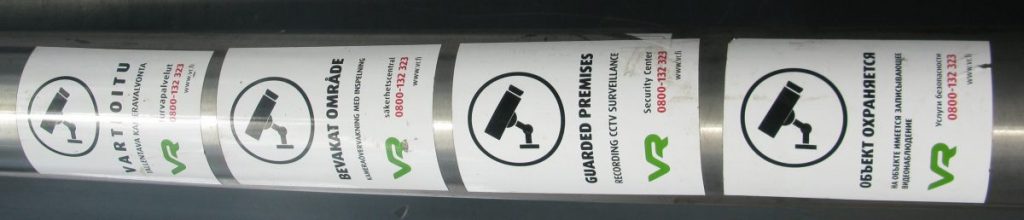 VARTIOITU
TALLENTAVA KAMERAVALVONTA
VR
Turvapalvelut
0800-132 323
www.vr.fi
BEVAKAT OMRÅDE
KAMERAÖVERVAKNING MED INSPELNING
VR
säkerhetscentral
0800-132 323
www.vr.fi
GUARDED PREMISES
RECORDING CCTV SURVEILLANCE
VR
Security Center
0800-132 323
www.vr.fi
ОБЪЕКТ ОХРАНЯЕТСЯ
НА ОБЪЕКТЕ ИМЕЕТСЯ ЗАПИСЫВАЮЩЕЕ
ВИДЕОНАБЛЮДЕНИЕ
VR
Услуги безопасности
0800-132 323
www.vr.fi